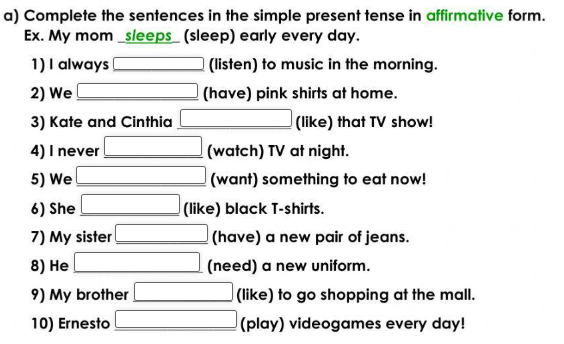 a) Complete the sentences in the simple present tense in affirmative form.
Ex. My mom _sleeps_ (sleep) early every day.
1) I always (listen) to music in the morning.
2) We (have) pink shirts at home.
3) Kate and Cinthia (like) that TV show!
4) I never (watch) TV at night.
5) We (want) something to eat now!
6) She (like) black T-shirts.
7) My sister (have) a new pair of jeans.
8) He (need) a new uniform.
9) My brother (like) to go shopping at the mall.
10) Ernesto (play) videogames every day!